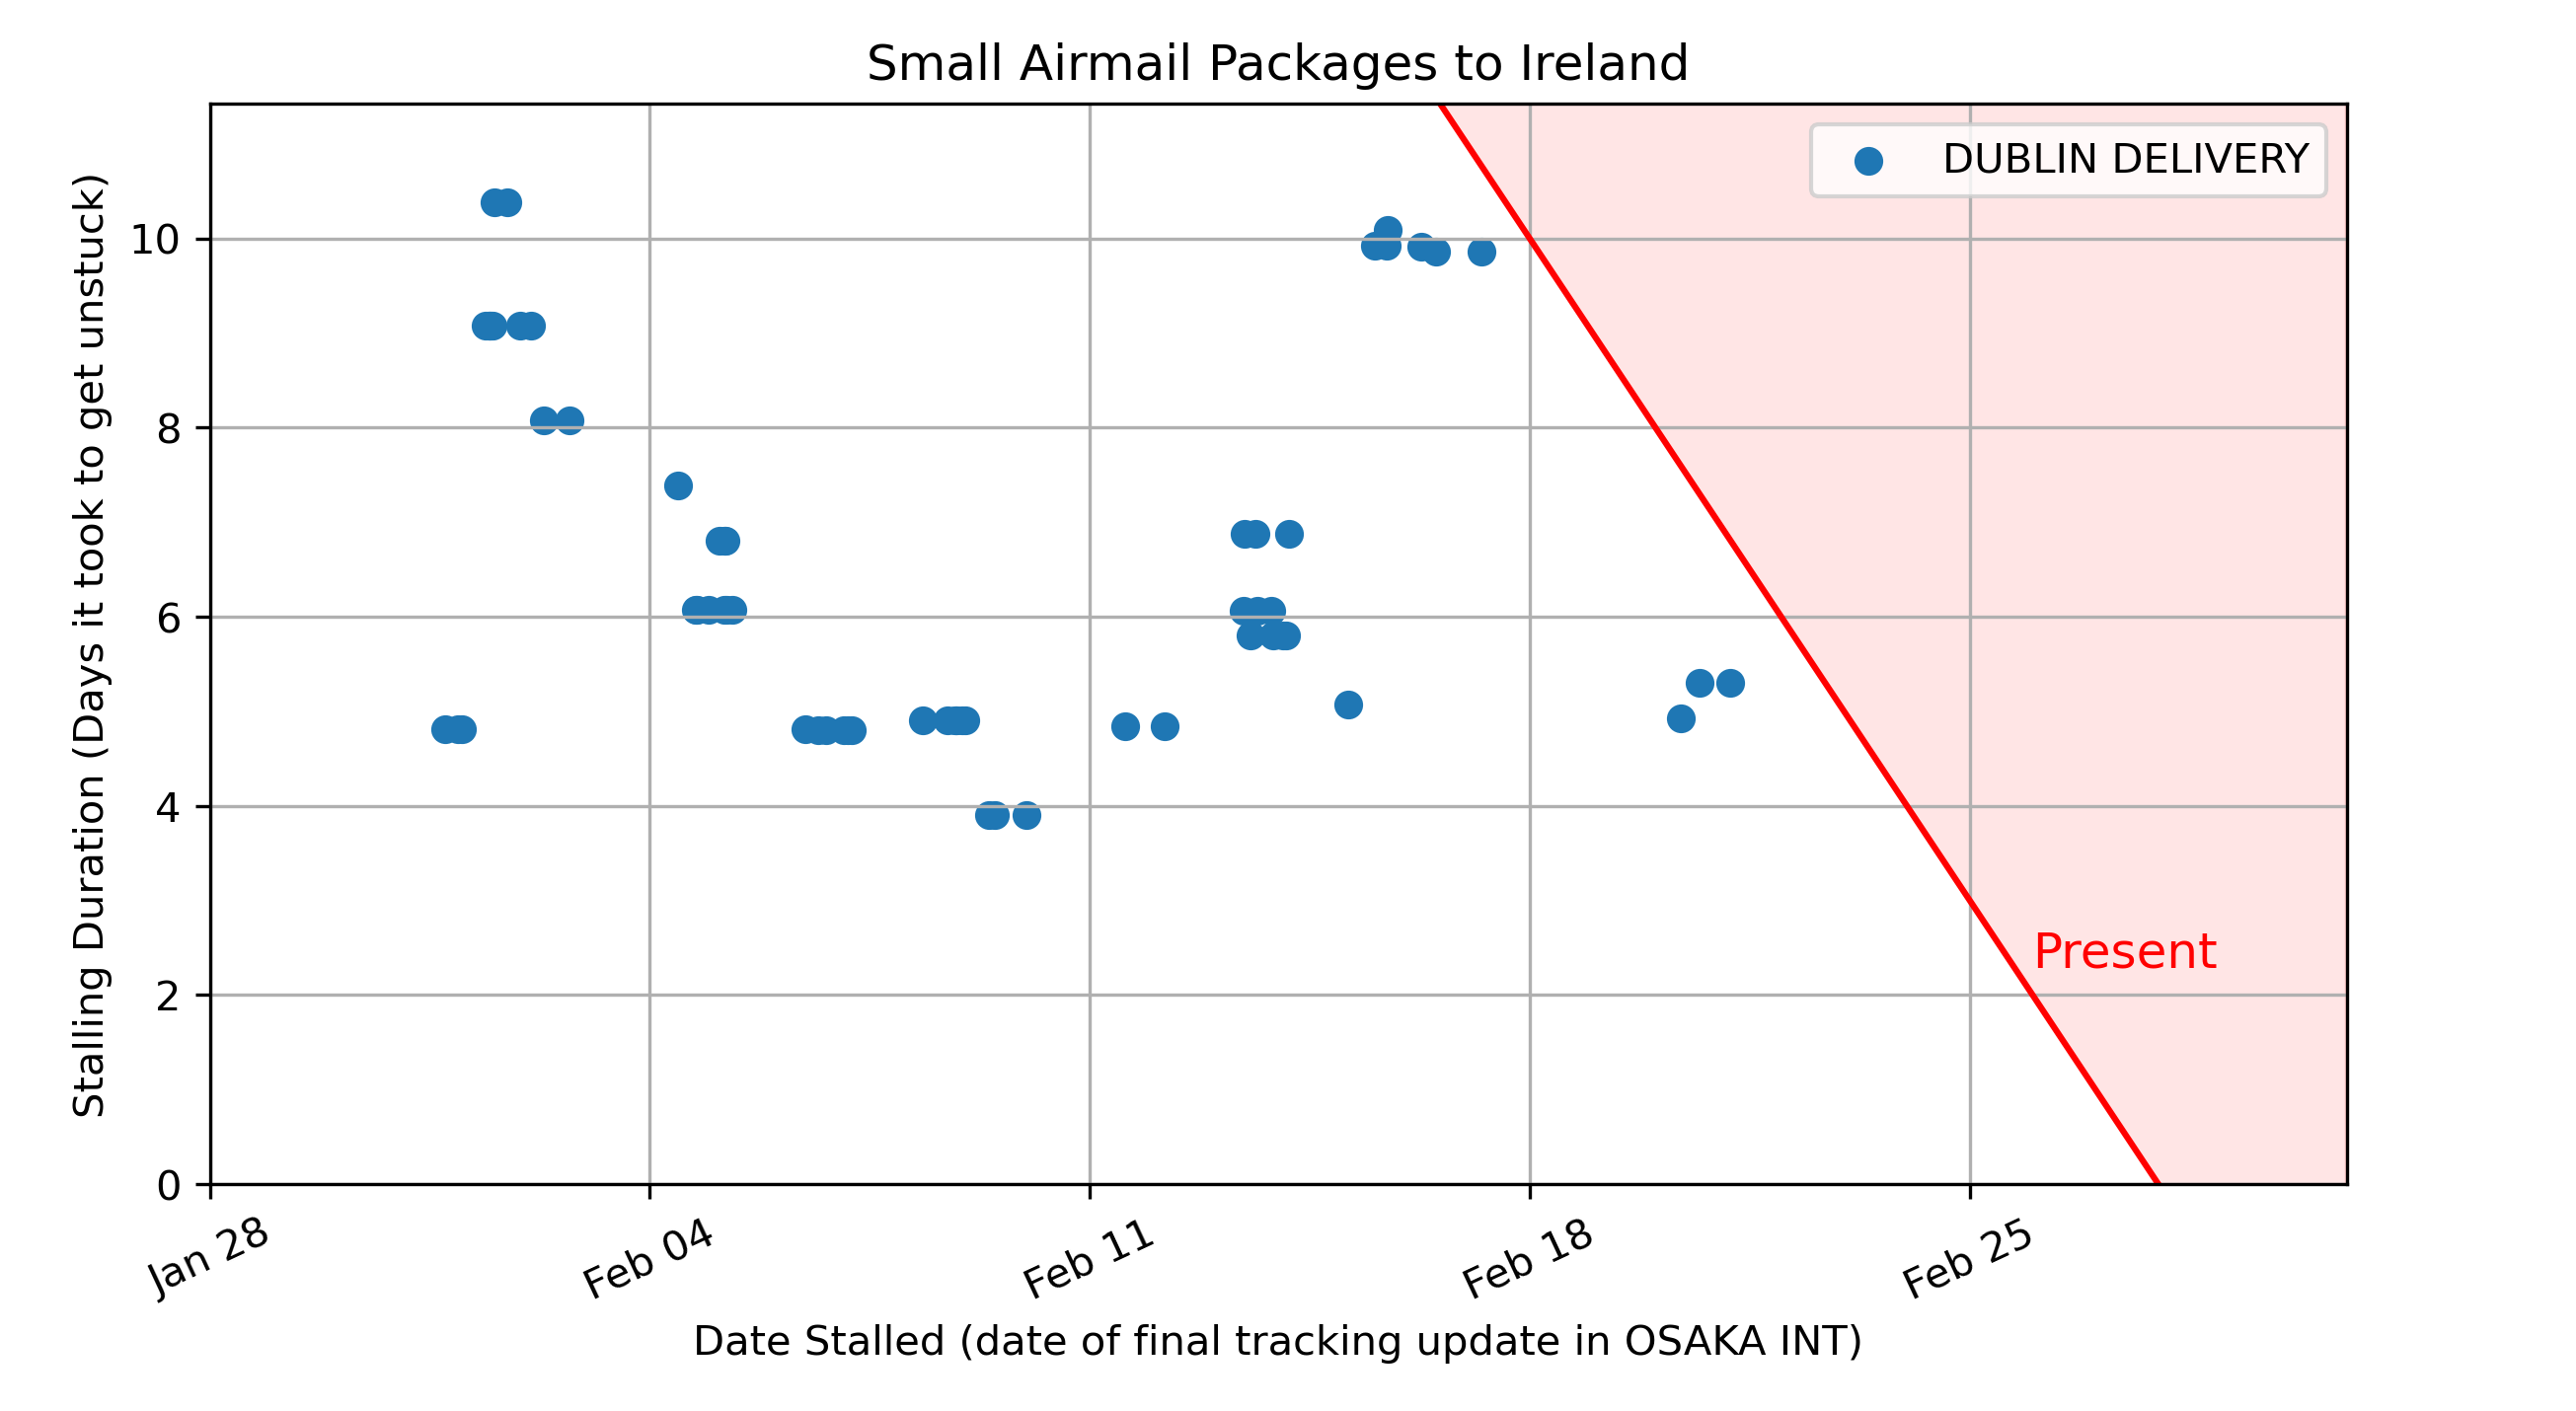 Small Airmail Packages to Ireland
DUBLIN DELIVERY
Stalling Duration (Days it took to get unstuck)
10
8
6
4
2
0
Present
Jan 28
Feb 04
Feb 11
Feb 18
Feb 25
Date Stalled (date of final tracking update in OSAKA INT)